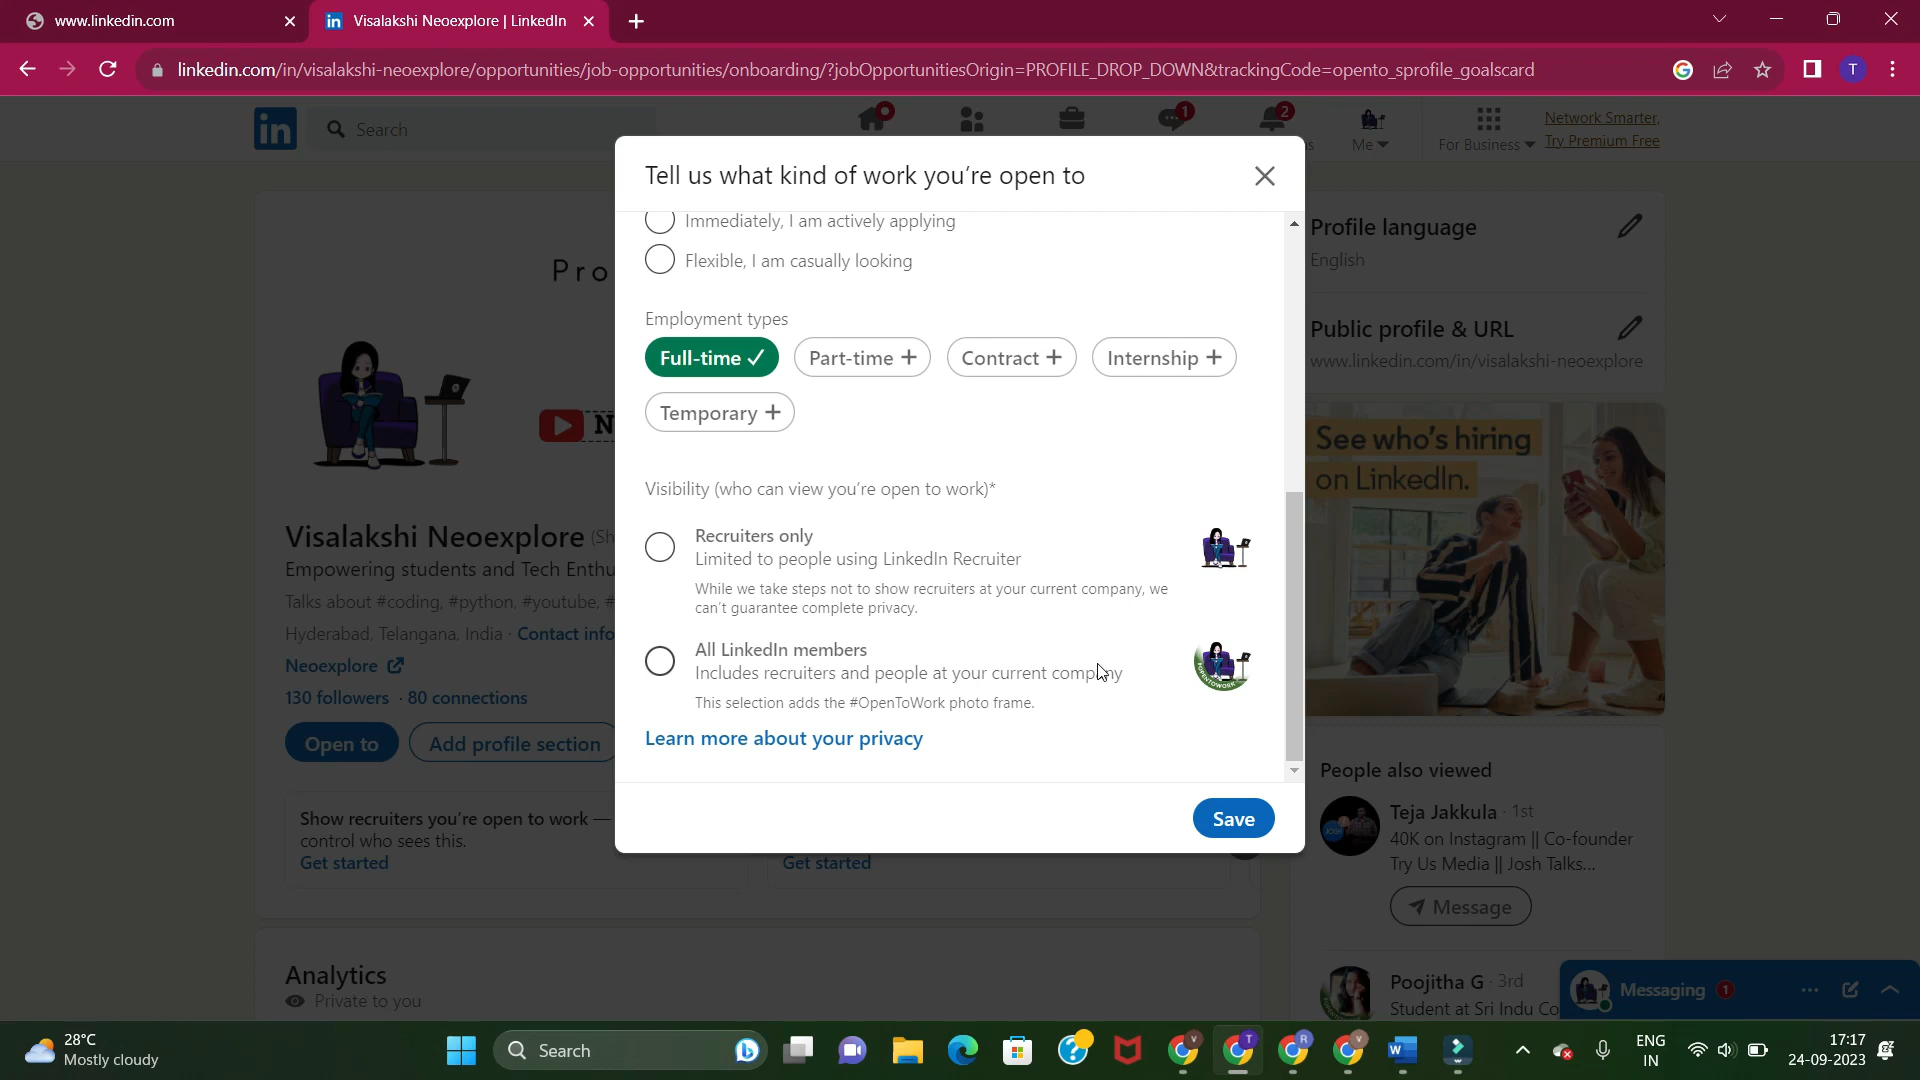 www.linkedin.com
in Visalakshi Neoexplore | LinkedIn
linkedin.com/in/visalakshi-neoexplore/opportunities/job-opportunities/onboarding/?jobOpportunitiesOrigin=PROFILE_DROP_DOWN&trackingCode=opento_sprofile_goalscard
G
T
in
Search
1
2
Me
For Business
Network Smarter,
Try Premium Free
Tell us what kind of work you're open to
Immediately, I am actively applying
Flexible, I am casually looking
Employment types
Full-time
Part-time
Contract
Internship
Temporary
Visibility (who can view you're open to work)*
Recruiters only
Limited to people using LinkedIn Recruiter
While we take steps not to show recruiters at your current company, we
can't guarantee complete privacy.
All LinkedIn members
Includes recruiters and people at your current company
This selection adds the #OpenToWork photo frame.
#OPENTOWORK
Learn more about your privacy
Save
Pro
N
Visalakshi Neoexplore (Sh
Empowering students and Tech Enthu
Talks about #coding, #python, #youtube, #
Hyderabad, Telangana, India · Contact info
Neoexplore
130 followers · 80 connections
Open to
Add profile section
Show recruiters you're open to work —
control who sees this.
Get started
Get started
Analytics
Private to you
Profile language
English
Public profile & URL
www.linkedin.com/in/visalakshi-neoexplore
See who's hiring
on LinkedIn.
People also viewed
Teja Jakkula · 1st
40K on Instagram || Co-founder
Try Us Media || Josh Talks...
Message
Poojitha G · 3rd
Student at Sri Indu Co
Messaging 1
28°C
Mostly cloudy
Search
V
T
R
V
W
ENG
IN
17:17
24-09-2023